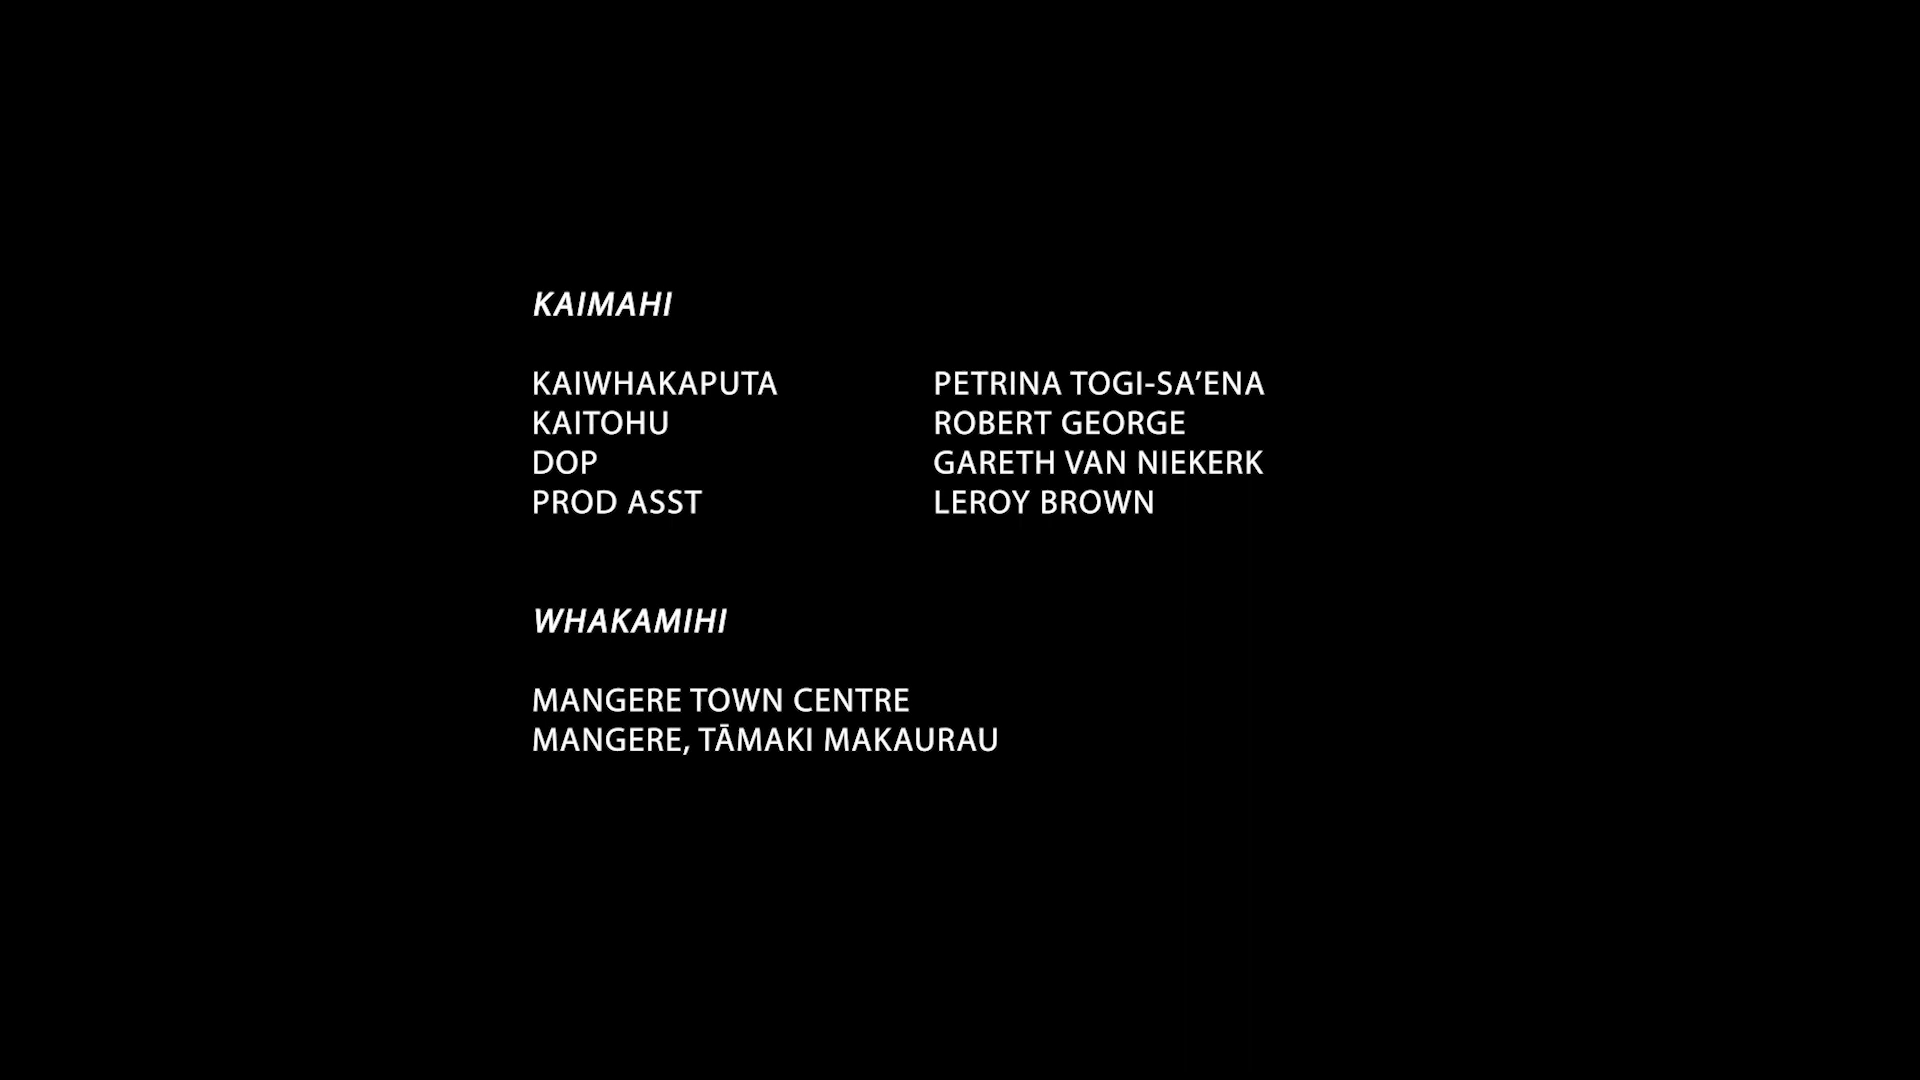 KAIMAHI
KAIWHAKAPUTA PETRINA TOGI-SA’ENA
KAITOHU ROBERT GEORGE
DOP GARETH VAN NIEKERK
PROD ASST LEROY BROWN
WHAKAMIHI
MANGERE TOWN CENTRE
MANGERE, TĀMAKI MAKAURAU